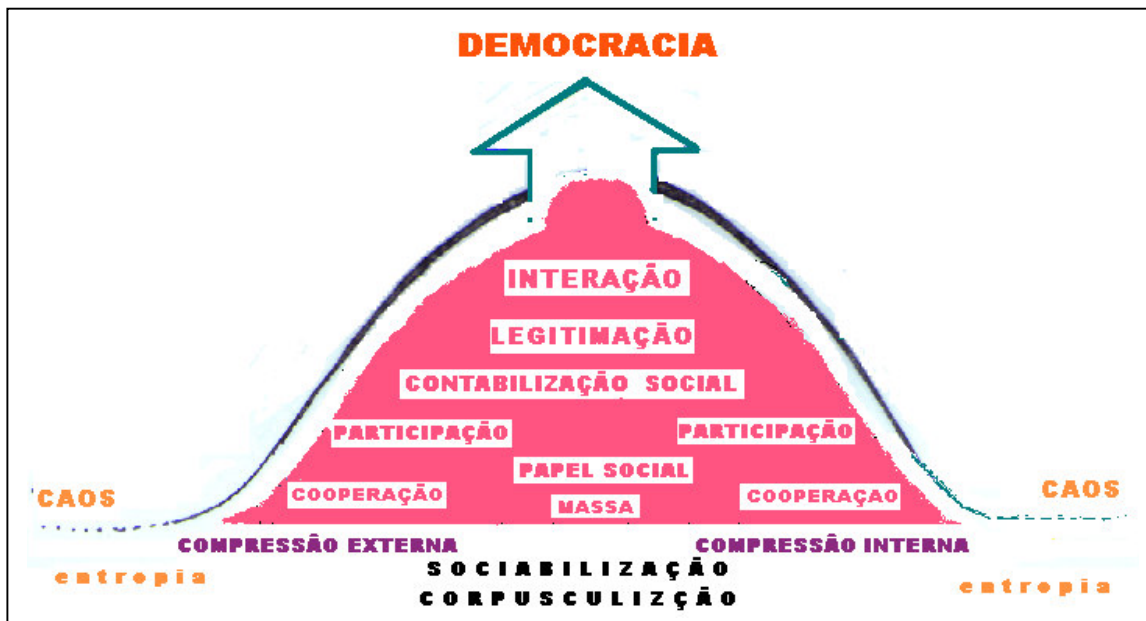 DEMOCRACIA
INTERAÇÃO
LEGITIMAÇÃO
CONTABILIZAÇÃO SOCIAL
PARTICIPAÇÃO
PARTICIPAÇÃO
PAPEL SOCIAL
COOPERAÇÃO
MASSA
COOPERAÇAO
CAOS
CAOS
COMPRESSÃO EXTERNA
COMPRESSÃO INTERNA
entropia
SOCIABILIZAÇÃO
CORPUSCULIZÇÃO
entropia